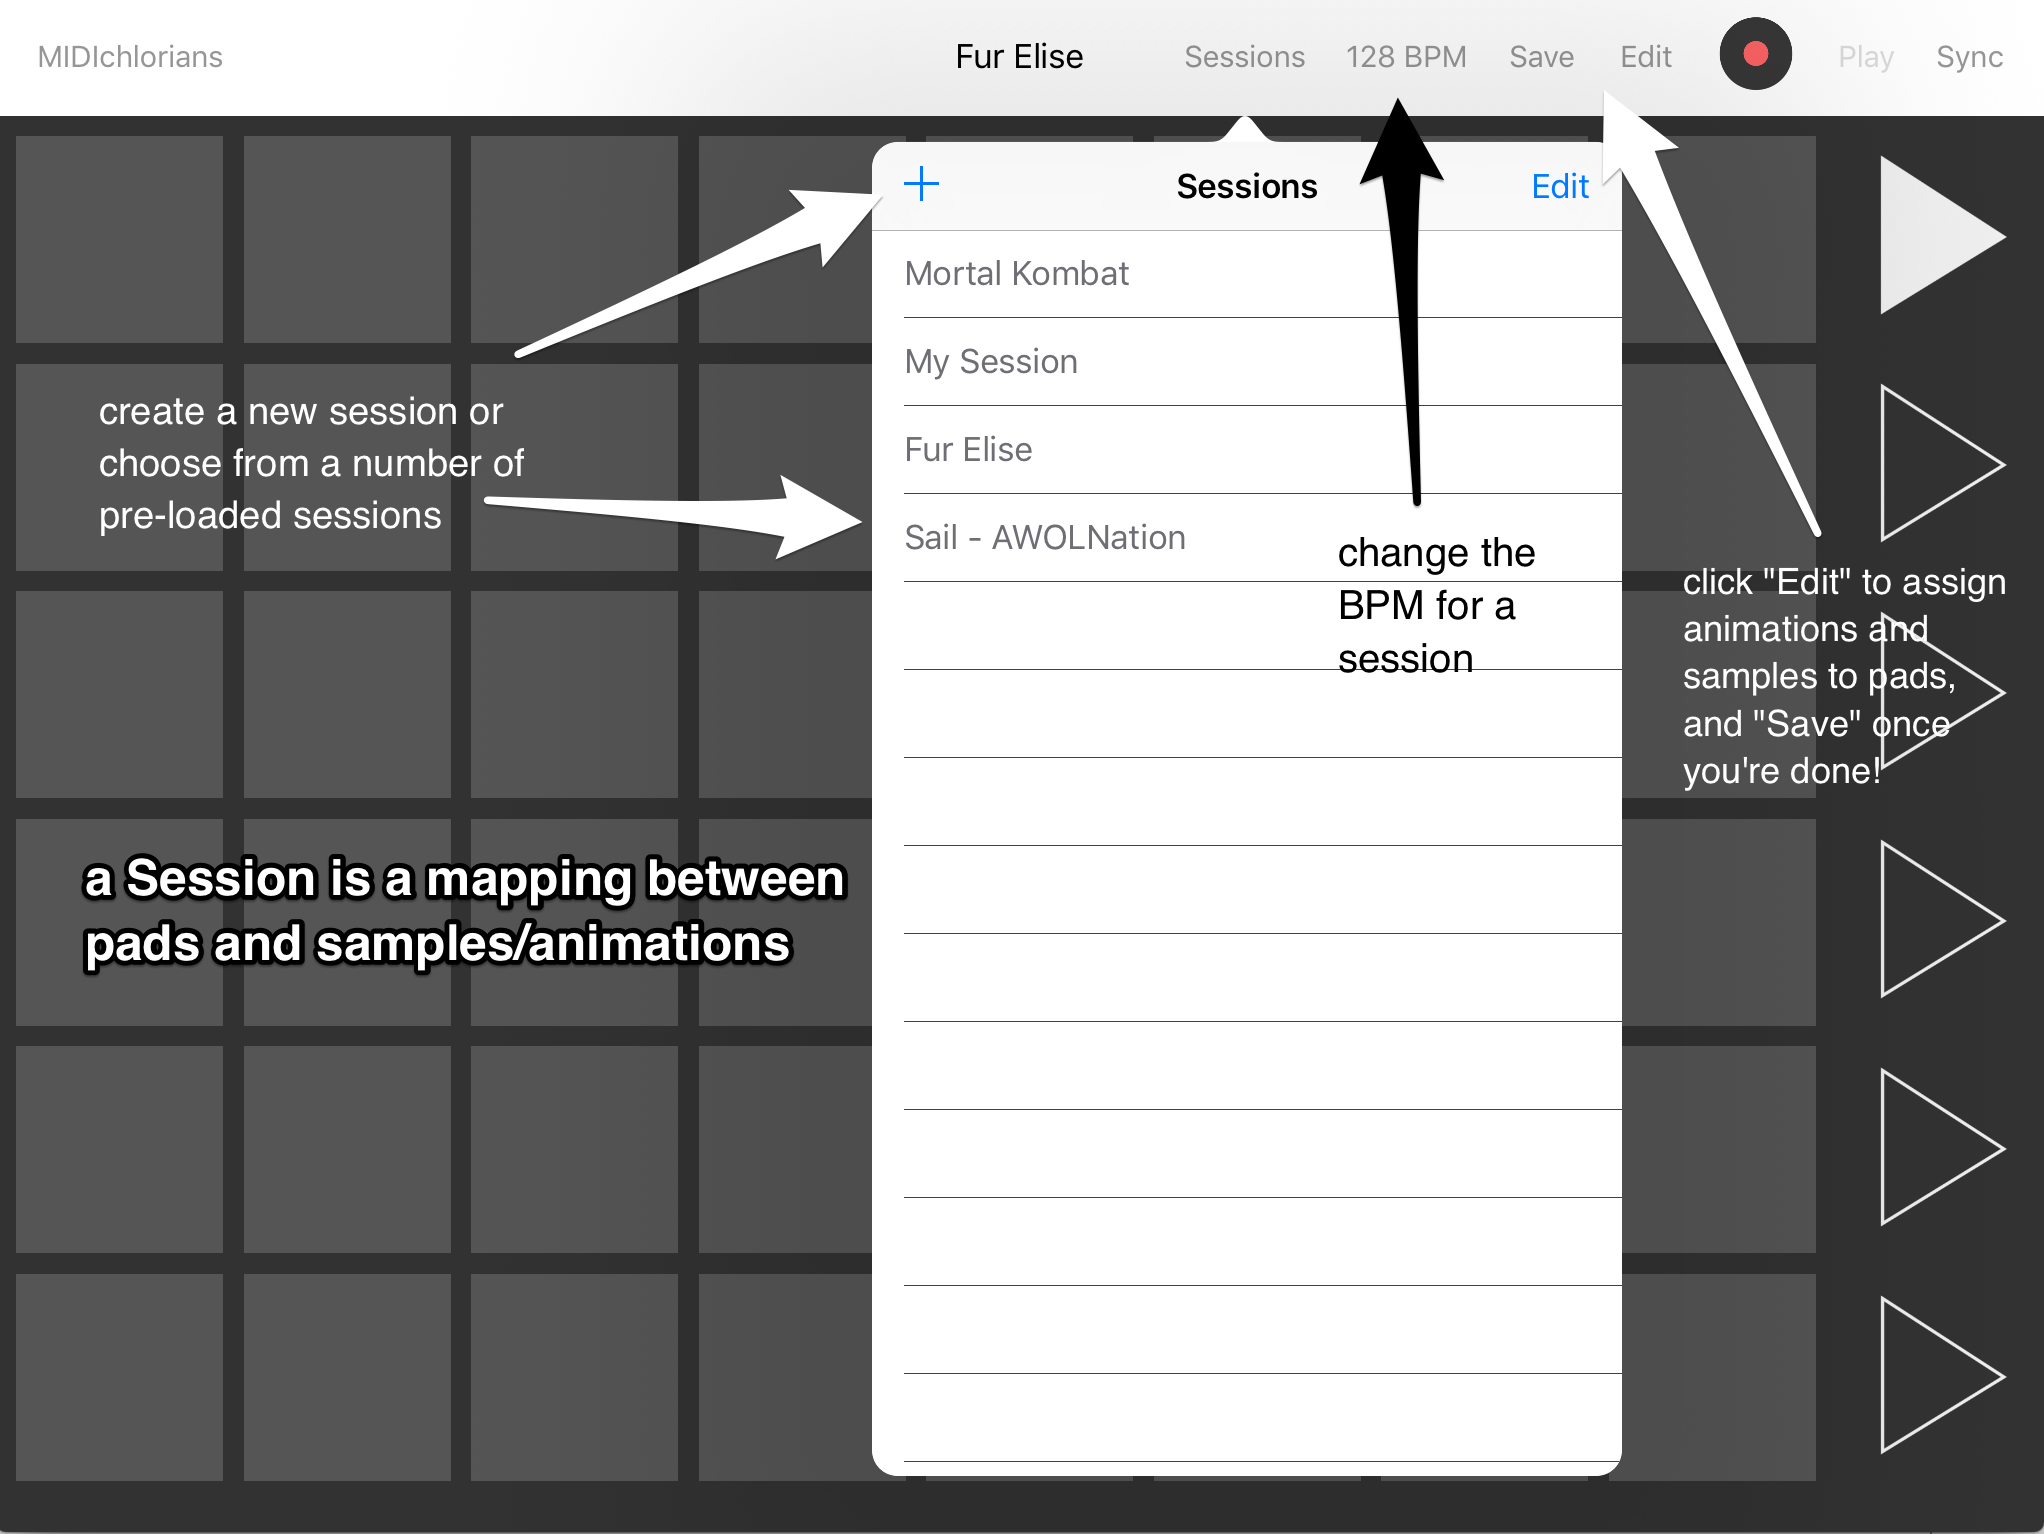 MIDIchlorians
Fur Elise
Sessions
128 BPM
Save
Edit
Play
Sync
Sessions
Edit
Mortal Kombat
My Session
Fur Elise
Sail - AWOLNation
create a new session or
choose from a number of
pre-loaded sessions
change the
BPM for a
session
click "Edit" to assign
animations and
samples to pads,
and "Save" once
you're done!
a Session is a mapping between
pads and samples/animations